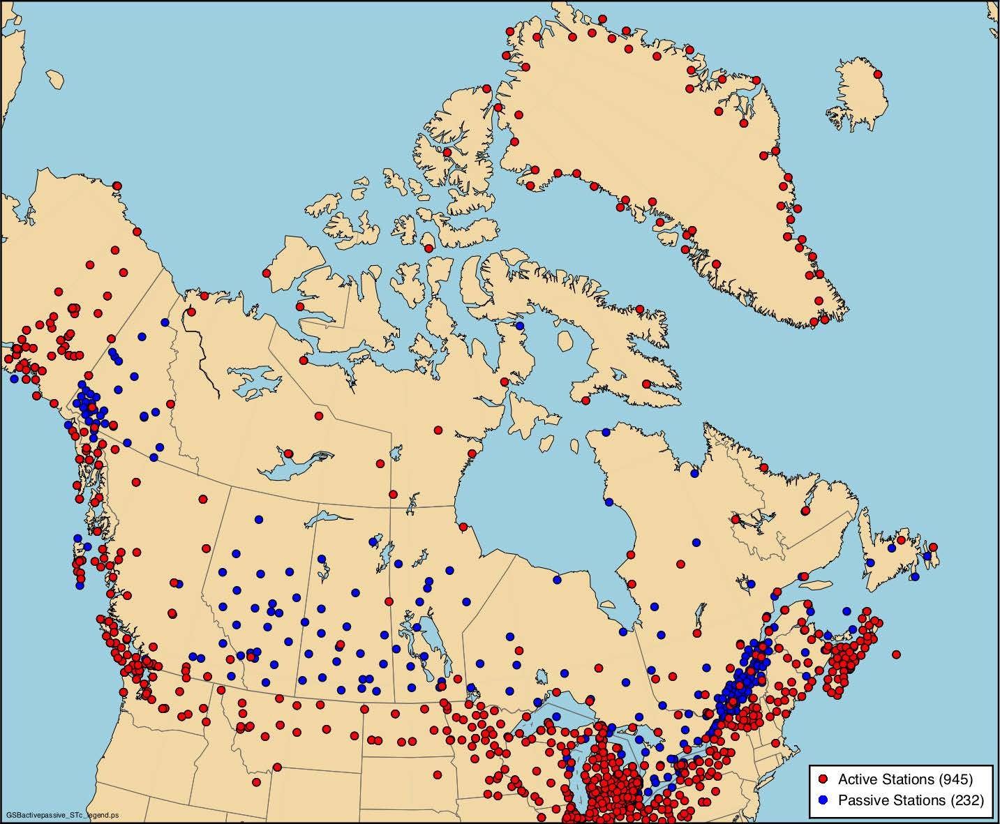 Active Stations (945)
Passive Stations (232)
GSBactivepassive_STc_legend.ps